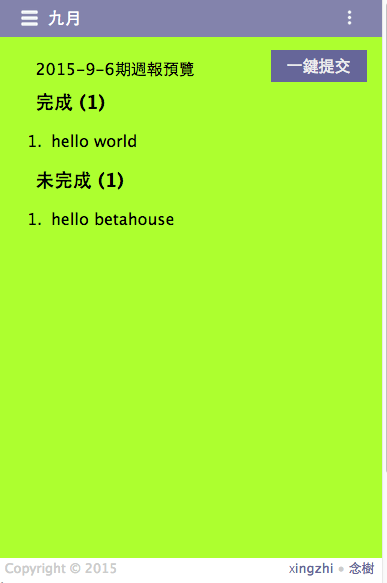 九月
2015-9-6期週報預覽
一鍵提交
完成 (1)
1. hello world
未完成 (1)
1. hello betahouse
Copyright © 2015
xingzhi • 念樹